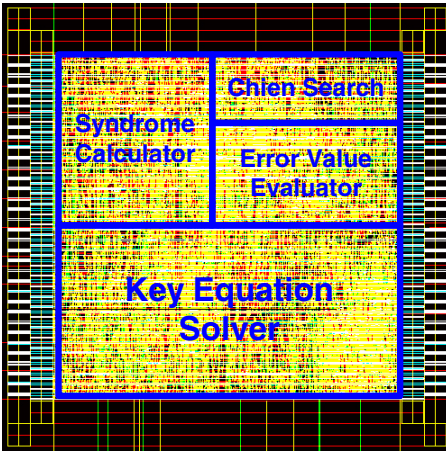 Chien Search
Syndrome
Calculator
Error Value
Evaluator
Key Equation
Solver